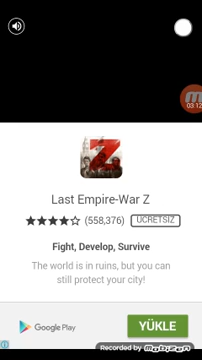 03:12
Last Empire-War Z
(558,376) ÜCRETSİZ
Fight, Develop, Survive
The world is in ruins, but you can
still protect your city!
Google Play
YÜKLE
Recorded by
Mobizen